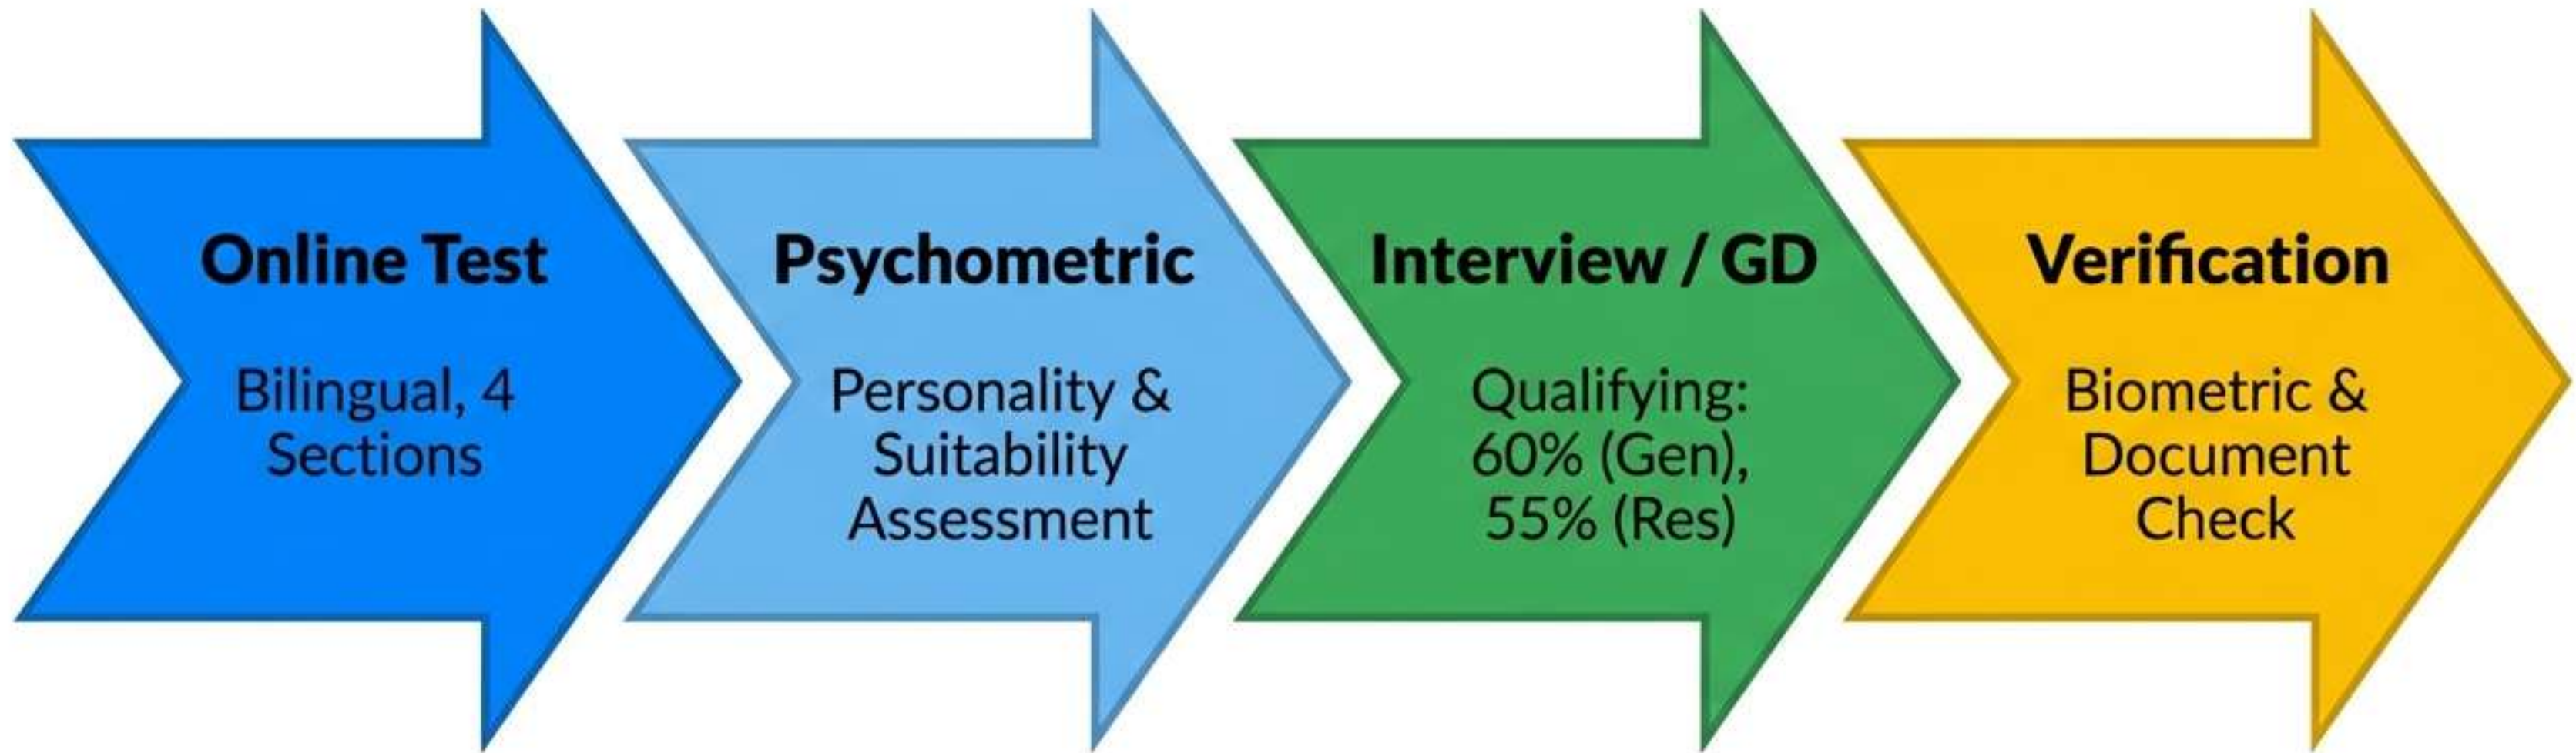 Online Test
Bilingual, 4
Sections
Psychometric
Personality &
Suitability
Assessment
Interview / GD
Qualifying:
60% (Gen),
55% (Res)
Verification
Biometric &
Document
Check